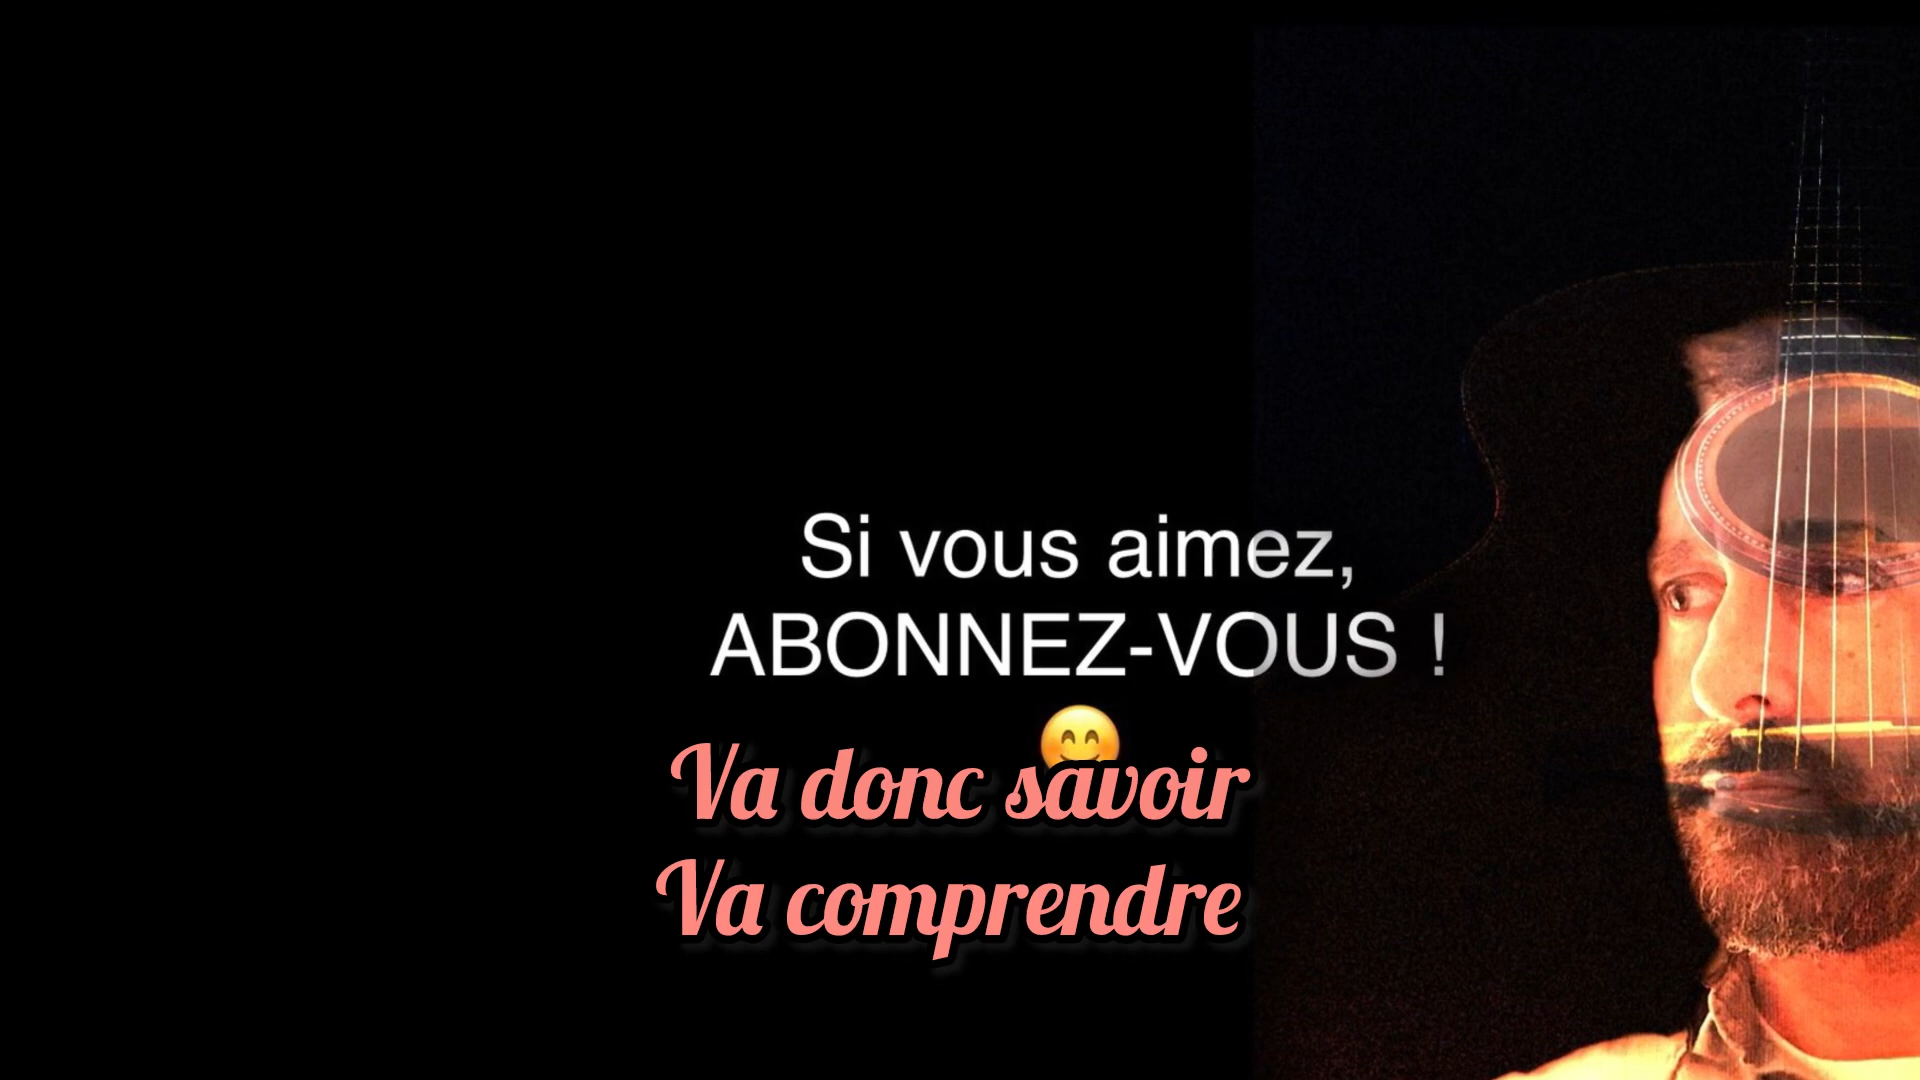 Si vous aimez,
ABONNEZ-VOUS !
😊
Va donc savoir
Va comprendre